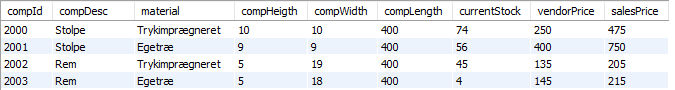 compId compDesc material compHeigth compWidth compLength currentStock vendorPrice salesPrice
2000 Stolpe Trykimprægneret 10 10 400 74 250 475
2001 Stolpe Egetræ 9 9 400 56 400 750
2002 Rem Trykimprægneret 5 19 400 45 135 205
2003 Rem Egetræ 5 18 400 4 145 215